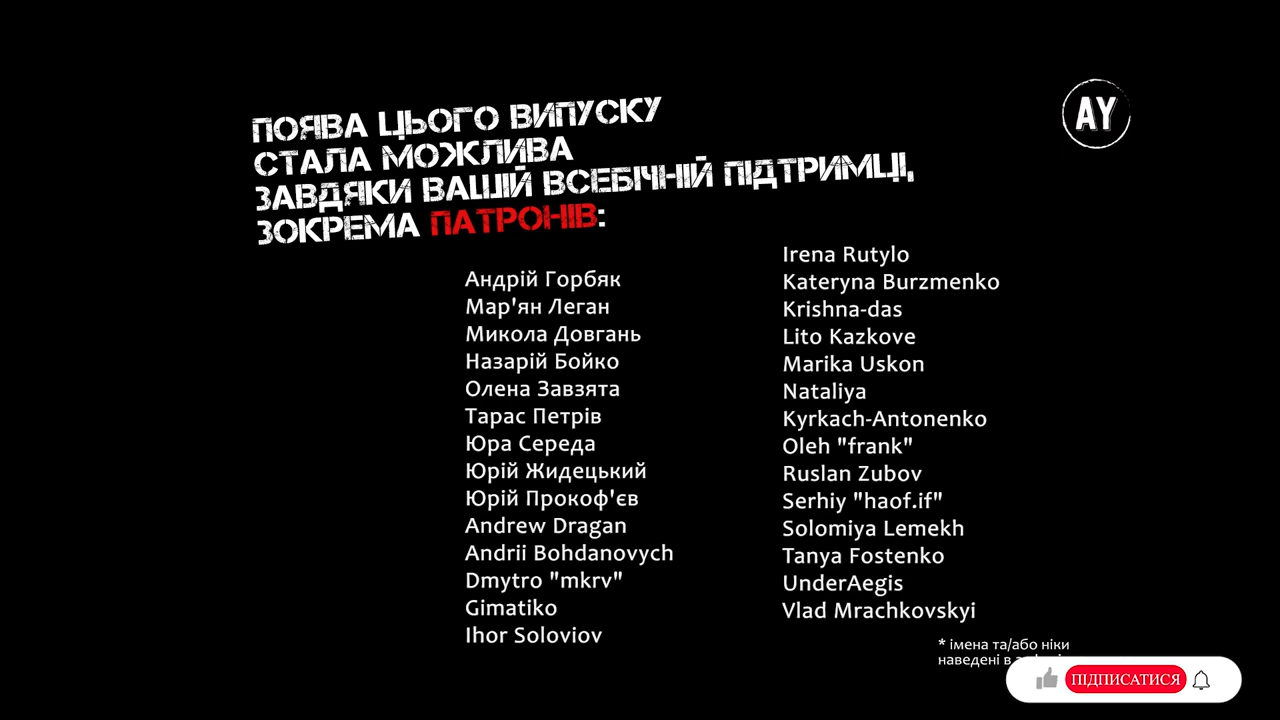 AY
ПОЯВА ЦЬОГО ВИПУСКУ
СТАЛА МОЖЛИВА
ЗАВДЯКИ ВАШІЙ ВСЕБІЧНІЙ ПІДТРИМЦІ,
ЗОКРЕМА ПАТРОНІВ:
Андрій Горбяк
Мар'ян Леган
Микола Довгань
Назарій Бойко
Олена Завзята
Тарас Петрів
Юра Середа
Юрій Жидецький
Юрій Прокоф'єв
Andrew Dragan
Andrii Bohdanovych
Dmytro "mkrv"
Gimatiko
Ihor Soloviov
Irena Rutylo
Kateryna Burzmenko
Krishna-das
Lito Kazkove
Marika Uskon
Nataliya
Kyrkach-Antonenko
Oleh "frank"
Ruslan Zubov
Serhiy "haof.if"
Solomiya Lemekh
Tanya Fostenko
UnderAegis
Vlad Mrachkovskyi
* імена та/або ніки
наведені в
ПІДПИСАТИСЯ